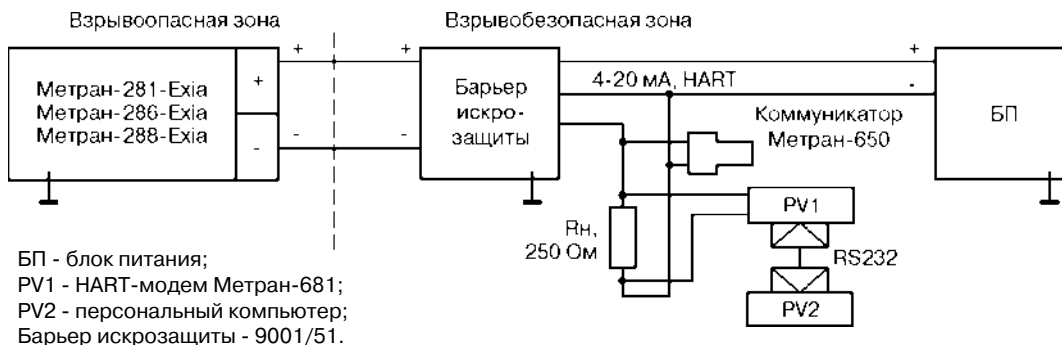 Взрывоопасная зона
Взрывобезопасная зона
+
+
+
Метран-281-Exia
Метран-286-Exia
Метран-288-Exia
+
-
-
-
Барьер
искро-
защиты
4-20 мА, HART
-
Коммуникатор
Метран-650
БП
Rн,
250 Ом
PV1
RS232
PV2
БП - блок питания;
PV1 - HART-модем Метран-681;
PV2 - персональный компьютер;
Барьер искрозащиты - 9001/51.